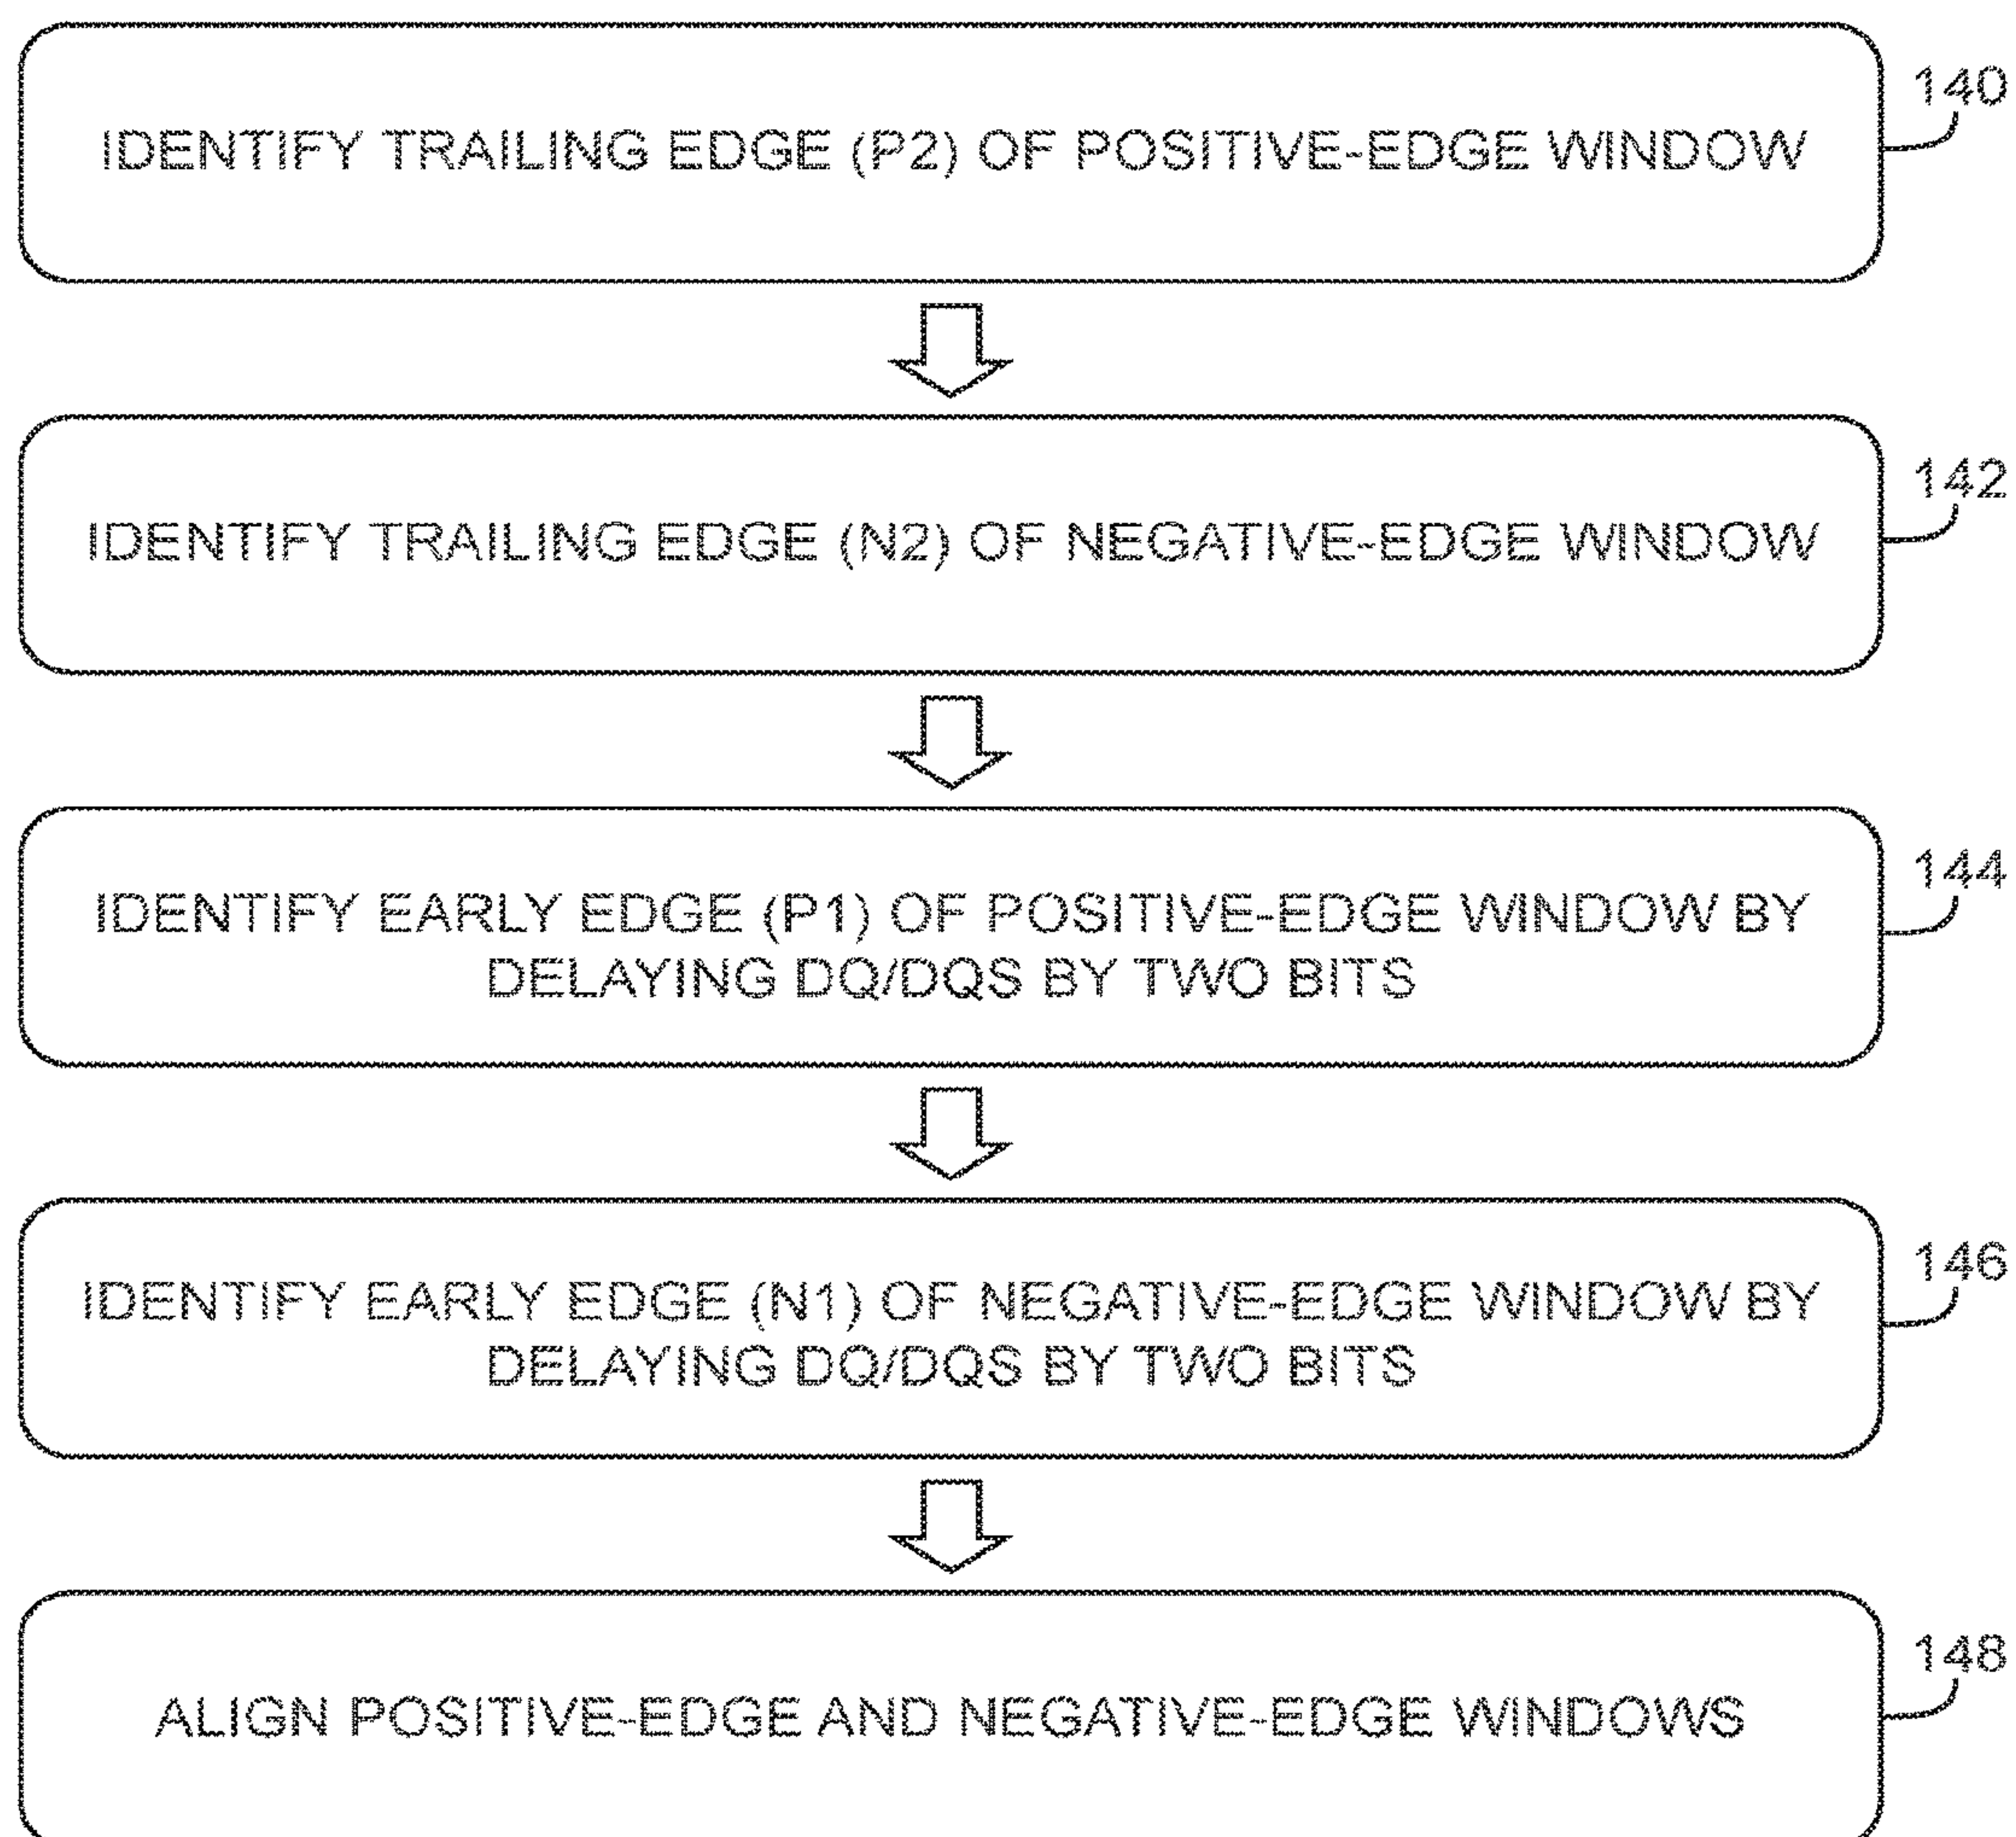 140
IDENTIFY TRAILING EDGE (P2) OF POSITIVE-EDGE WINDOW
142
IDENTIFY TRAILING EDGE (N2) OF NEGATIVE-EDGE WINDOW
144
IDENTIFY EARLY EDGE (P1) OF POSITIVE-EDGE WINDOW BY
DELAYING DQ/DQS BY TWO BITS
146
IDENTIFY EARLY EDGE (N1) OF NEGATIVE-EDGE WINDOW BY
DELAYING DQ/DQS BY TWO BITS
148
ALIGN POSITIVE-EDGE AND NEGATIVE-EDGE WINDOWS